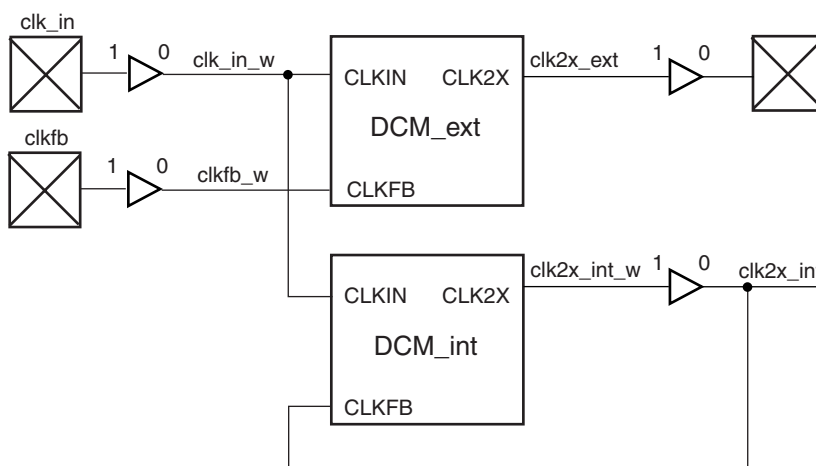 clk_in
1 0 clk_in_w
CLKIN CLK2X
DCM_ext
CLKFB
clk2x_ext 1 0
clkfb
1 0 clkfb_w
CLKIN CLK2X
DCM_int
CLKFB
clk2x_int_w 1 0 clk2x_int